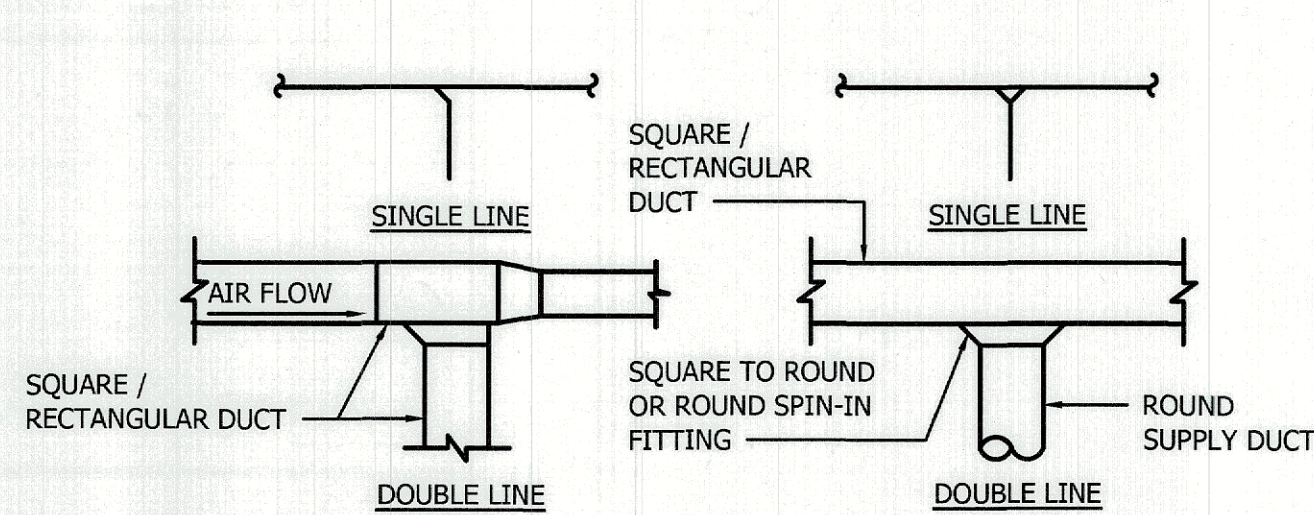 SINGLE LINE
AIR FLOW
SQUARE /
RECTANGULAR DUCT
DOUBLE LINE
SQUARE /
RECTANGULAR
DUCT
SINGLE LINE
SQUARE TO ROUND
OR ROUND SPIN-IN
FITTING
ROUND
SUPPLY DUCT
DOUBLE LINE